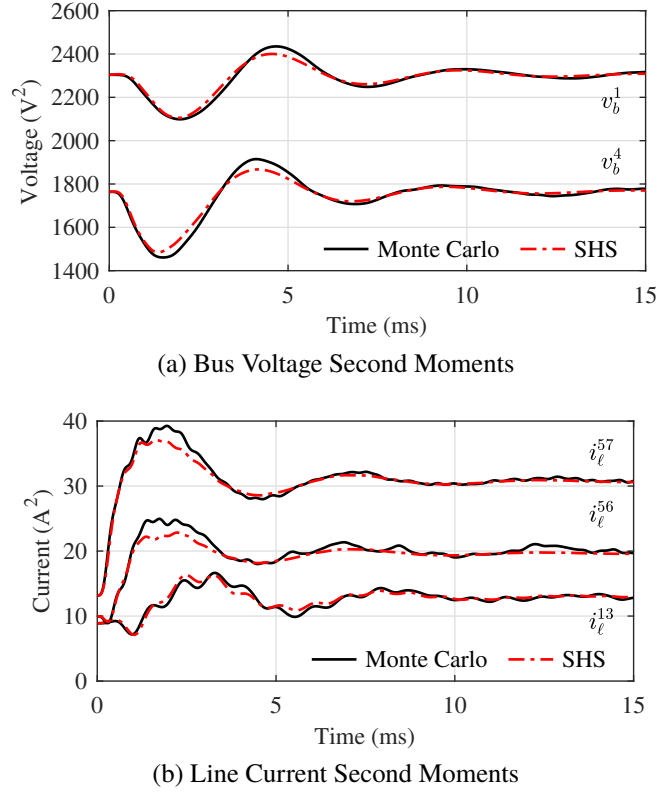 2600
2400
2200
2000
1800
1600
1400
Voltage (V²)
v_b^1
v_b^4
Monte Carlo
SHS
0
5
10
15
Time (ms)
(a) Bus Voltage Second Moments
40
30
20
10
0
Current (A²)
i_ℓ^57
i_ℓ^56
i_ℓ^13
Monte Carlo
SHS
0
5
10
15
Time (ms)
(b) Line Current Second Moments